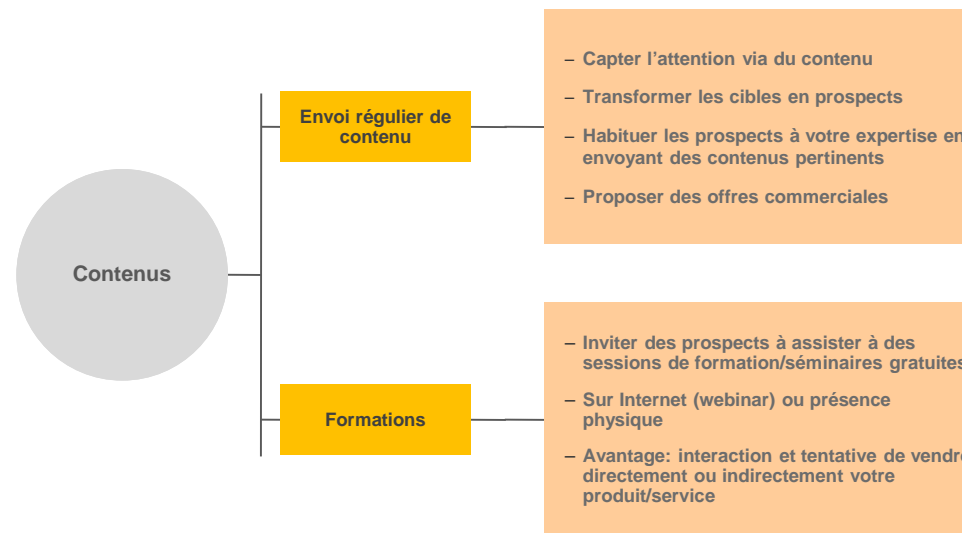 Contenus
Envoi régulier de
contenu
– Capter l’attention via du contenu
– Transformer les cibles en prospects
– Habituer les prospects à votre expertise en
envoyant des contenus pertinents
– Proposer des offres commerciales
Formations
– Inviter des prospects à assister à des
sessions de formation/séminaires gratuites
– Sur Internet (webinar) ou présence
physique
– Avantage: interaction et tentative de vendre
directement ou indirectement votre
produit/service